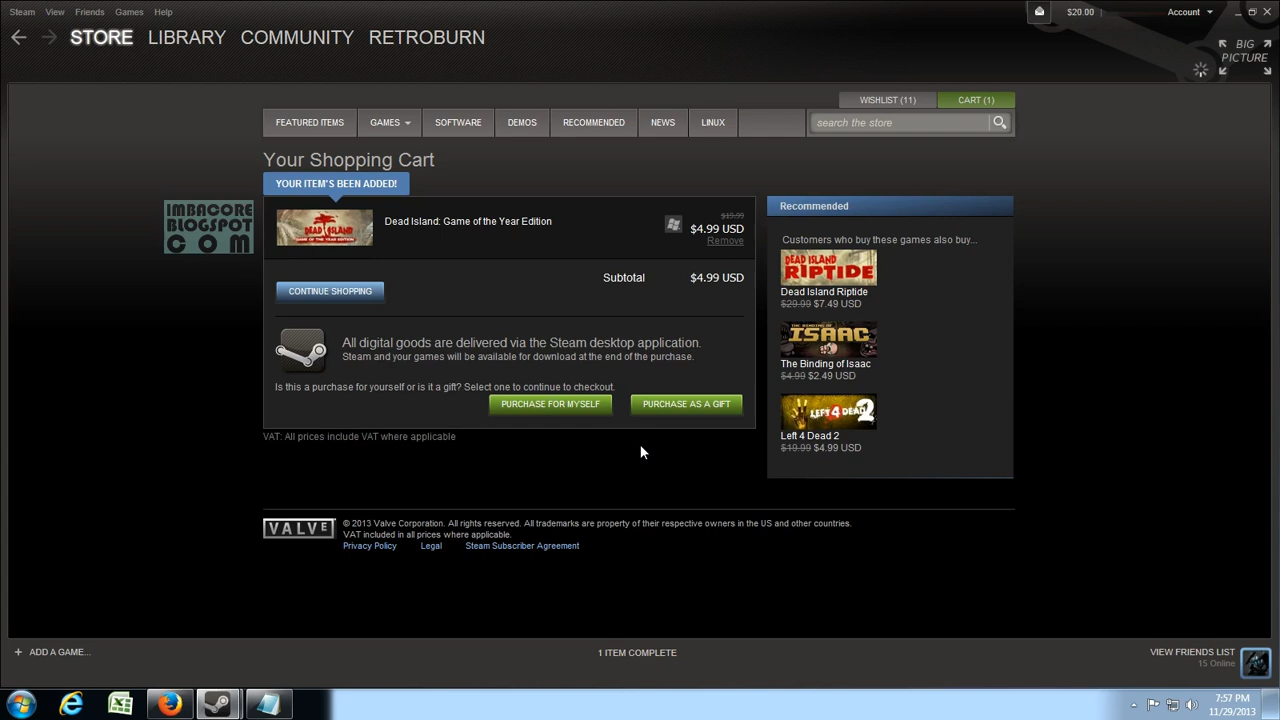 Steam View Friends Games Help
$20.00 Account
STORE LIBRARY COMMUNITY RETROBURN
BIG PICTURE
WISHLIST (11) CART (1)
FEATURED ITEMS GAMES SOFTWARE DEMOS RECOMMENDED NEWS LINUX search the store
Your Shopping Cart
YOUR ITEM'S BEEN ADDED!
IMBACORE
BLOGSPOT
COM
DEAD ISLAND
GAME OF THE YEAR EDITION
Dead Island: Game of the Year Edition
$19.99
$4.99 USD
Remove
Subtotal $4.99 USD
CONTINUE SHOPPING
All digital goods are delivered via the Steam desktop application.
Steam and your games will be available for download at the end of the purchase.
Is this a purchase for yourself or is it a gift? Select one to continue to checkout.
PURCHASE FOR MYSELF PURCHASE AS A GIFT
VAT: All prices include VAT where applicable
Recommended
Customers who buy these games also buy...
DEAD ISLAND
RIPTIDE
Dead Island Riptide
$29.99 $7.49 USD
THE BINDING OF
ISAAC
The Binding of Isaac
$4.99 $2.49 USD
LEFT 4 DEAD 2
Left 4 Dead 2
$19.99 $4.99 USD
VALVE
© 2013 Valve Corporation. All rights reserved. All trademarks are property of their respective owners in the US and other countries.
VAT included in all prices where applicable.
Privacy Policy Legal Steam Subscriber Agreement
+ ADD A GAME...
1 ITEM COMPLETE
VIEW FRIENDS LIST
15 Online
7:57 PM
11/29/2013